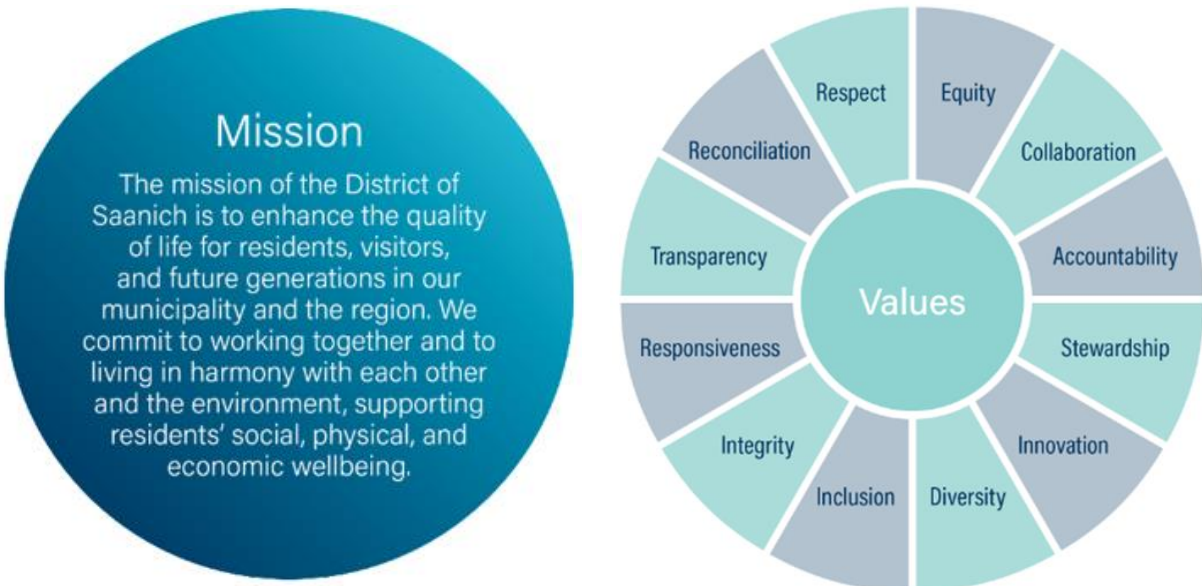 Mission
The mission of the District of
Saanich is to enhance the quality
of life for residents, visitors,
and future generations in our
municipality and the region. We
commit to working together and to
living in harmony with each other
and the environment, supporting
residents' social, physical, and
economic wellbeing.
Values
Equity
Collaboration
Accountability
Stewardship
Innovation
Diversity
Inclusion
Integrity
Responsiveness
Transparency
Reconciliation
Respect